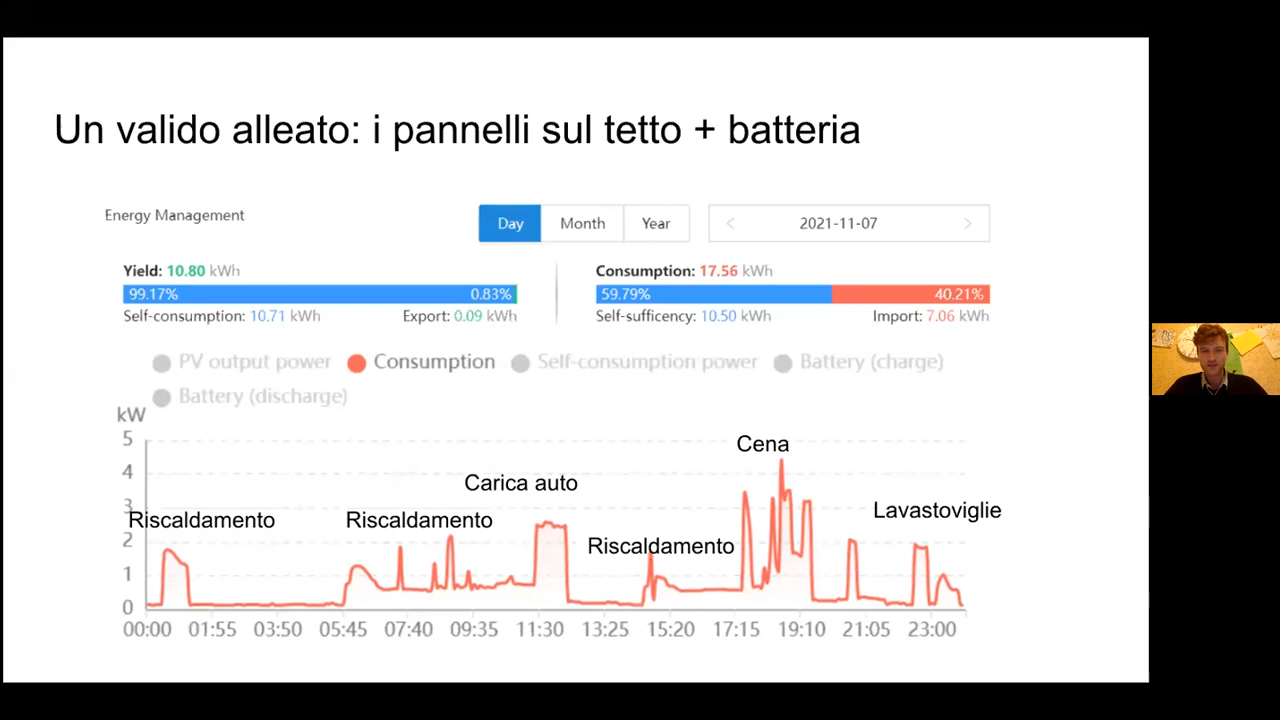 Un valido alleato: i pannelli sul tetto + batteria
Energy Management
Day Month Year
< 2021-11-07 >
Yield: 10.80 kWh
Consumption: 17.56 kWh
99.17% 0.83%
59.79% 40.21%
Self-consumption: 10.71 kWh Export: 0.09 kWh
Self-sufficency: 10.50 kWh Import: 7.06 kWh
PV output power Consumption Self-consumption power Battery (charge)
Battery (discharge)
kW
5
4
3
2
1
0
Cena
Carica auto
Riscaldamento
Riscaldamento
Riscaldamento
Lavastoviglie
00:00 01:55 03:50 05:45 07:40 09:35 11:30 13:25 15:20 17:15 19:10 21:05 23:00